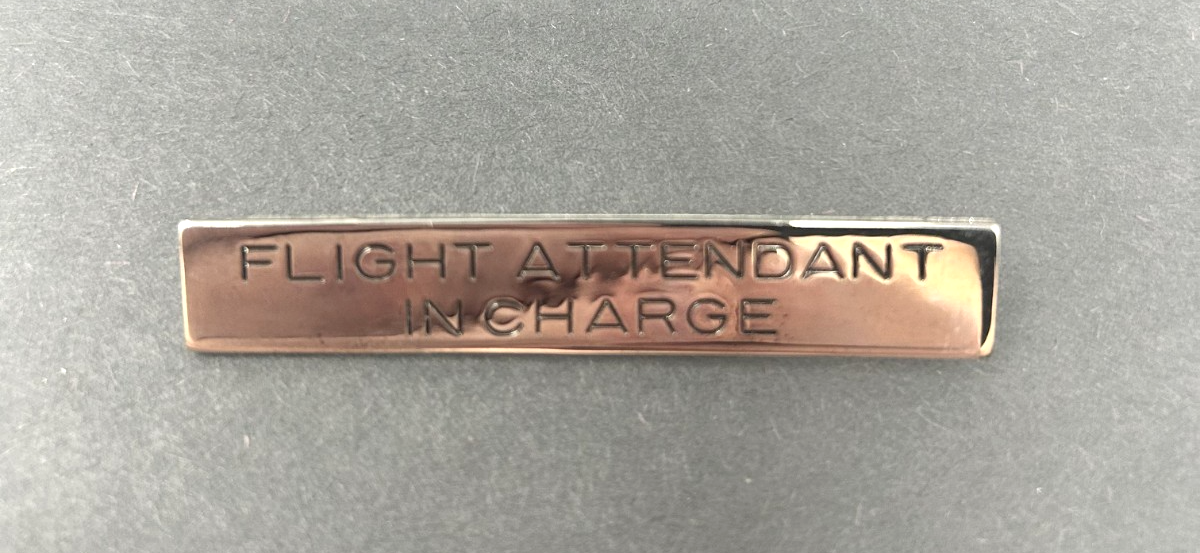 FLIGHT ATTENDANT
IN CHARGE